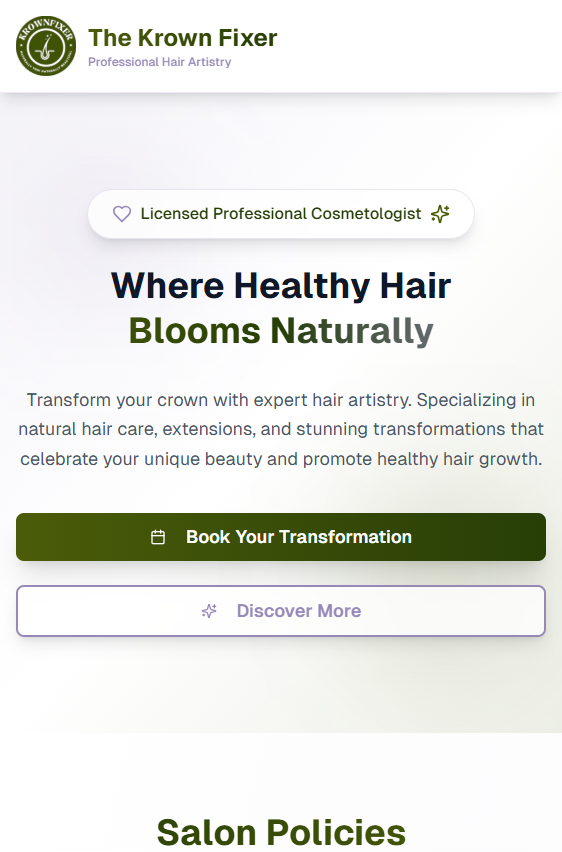 KROWNFIXER
The Krown Fixer
Professional Hair Artistry
Licensed Professional Cosmetologist
Where Healthy Hair
Blooms Naturally
Transform your crown with expert hair artistry. Specializing in
natural hair care, extensions, and stunning transformations that
celebrate your unique beauty and promote healthy hair growth.
Book Your Transformation
Discover More
Salon Policies